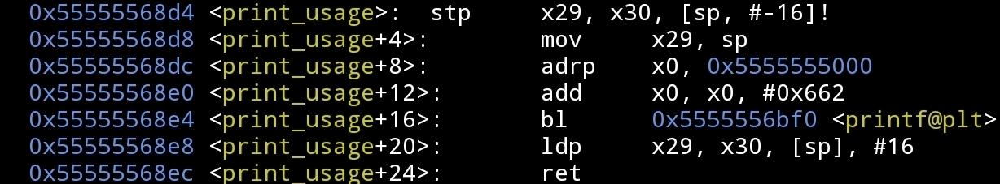 0x55555568d4 <print_usage>: stp x29, x30, [sp, #-16]!
0x55555568d8 <print_usage+4>: mov x29, sp
0x55555568dc <print_usage+8>: adrp x0, 0x5555555000
0x55555568e0 <print_usage+12>: add x0, x0, #0x662
0x55555568e4 <print_usage+16>: bl 0x5555556bf0 <printf@plt>
0x55555568e8 <print_usage+20>: ldp x29, x30, [sp], #16
0x55555568ec <print_usage+24>: ret